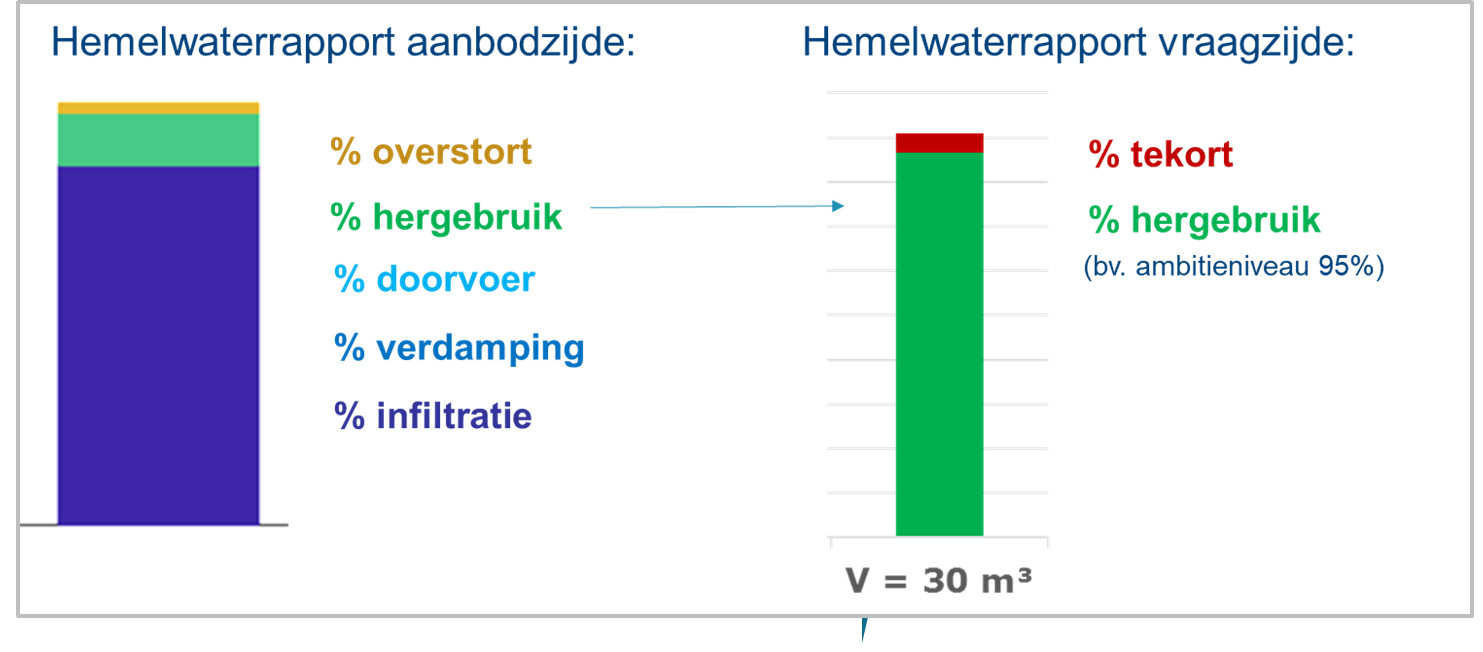 Hemelwaterrapport aanbodzijde:
% overstort
% hergebruik
% doorvoer
% verdamping
% infiltratie
Hemelwaterrapport vraagzijde:
% tekort
% hergebruik
(bv. ambitieniveau 95%)
V = 30 m³